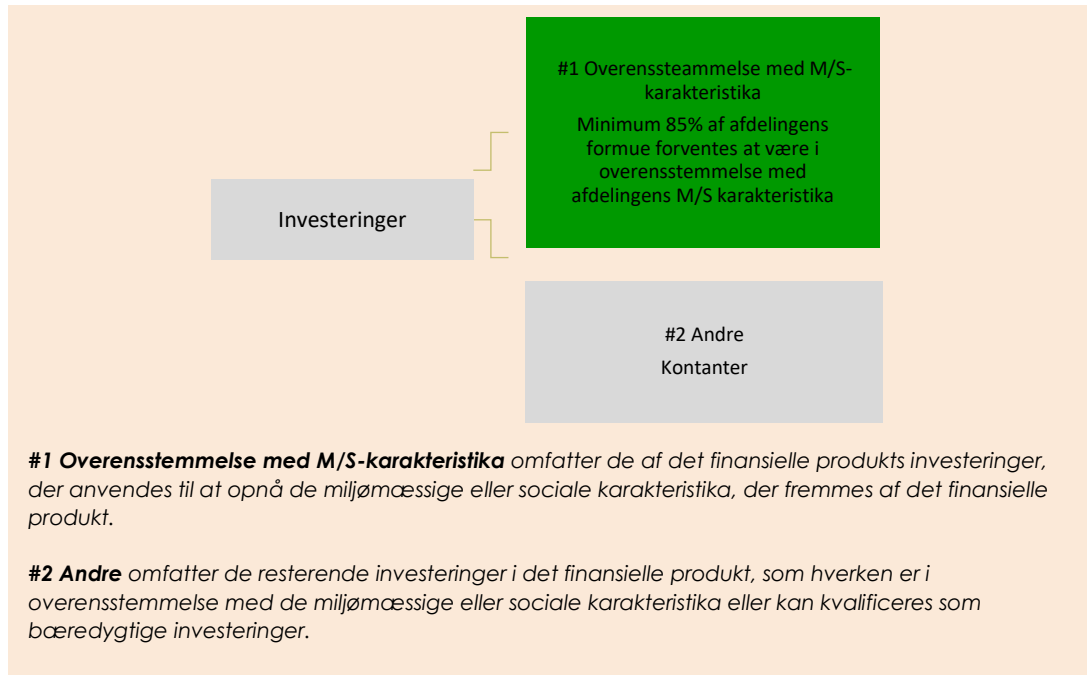 #1 Overenssteammelse med M/S-
karakteristika
Minimum 85% af afdelingens
formue forventes at være i
overensstemmelse med
afdelingens M/S karakteristika
Investeringer
#2 Andre
Kontanter
#1 Overensstemmelse med M/S-karakteristika omfatter de af det finansielle produkts investeringer,
der anvendes til at opnå de miljømæssige eller sociale karakteristika, der fremmes af det finansielle
produkt.
#2 Andre omfatter de resterende investeringer i det finansielle produkt, som hverken er i
overensstemmelse med de miljømæssige eller sociale karakteristika eller kan kvalificeres som
bæredygtige investeringer.